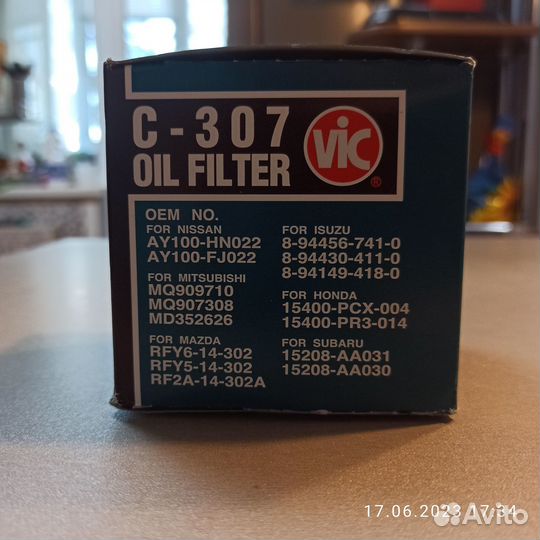 C-307
OIL FILTER
VIC
®
OEM NO.
FOR NISSAN
AY100-HN022
AY100-FJ022
FOR MITSUBISHI
MQ909710
MQ907308
MD352626
FOR MAZDA
RFY6-14-302
RFY5-14-302
RF2A-14-302A
FOR ISUZU
8-94456-741-0
8-94430-411-0
8-94149-418-0
FOR HONDA
15400-PCX-004
15400-PR3-014
FOR SUBARU
15208-AA031
15208-AA030
17.06.2023 17:34
Avito